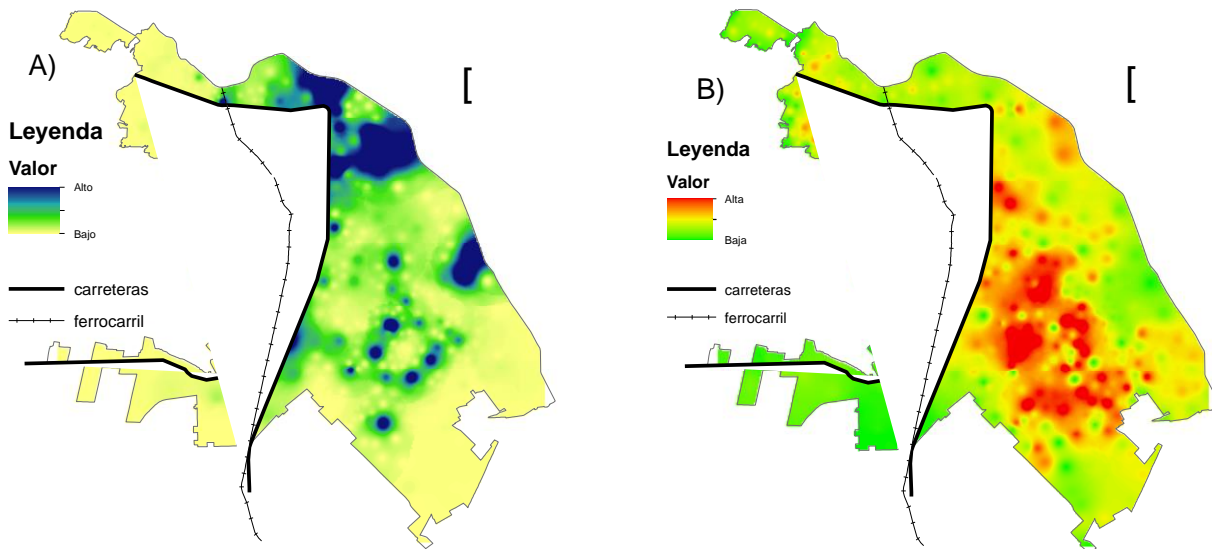 A)
[
Leyenda
Valor
Alto
Bajo
carreteras
ferrocarril
B)
[
Leyenda
Valor
Alta
Baja
carreteras
ferrocarril